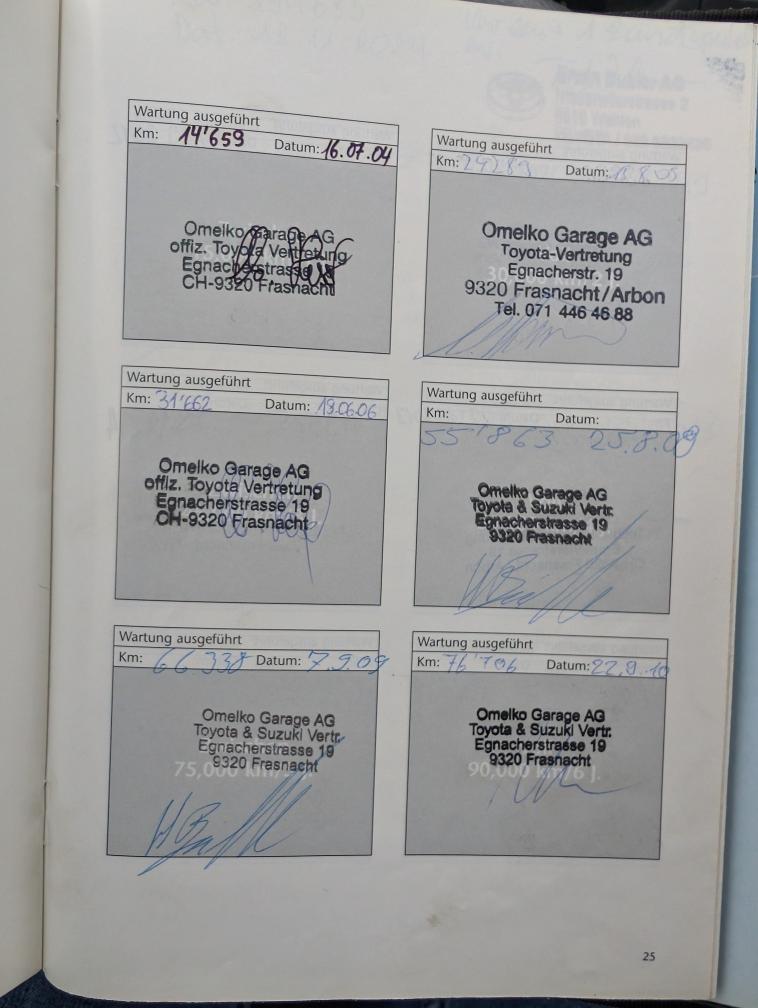 Wartung ausgeführt
Km: 14'659 Datum: 16.07.04
Omelko Garage AG
offiz. Toyota Vertretung
Egnacherstrasse
CH-9320 Frasnacht
Wartung ausgeführt
Km: 24289 Datum:
Omelko Garage AG
Toyota-Vertretung
Egnacherstr. 19
9320 Frasnacht/Arbon
Tel. 071 446 46 88
Wartung ausgeführt
Km: 31'662 Datum: 19.06.06
Omelko Garage AG
offiz. Toyota Vertretung
Egnacherstrasse 19
CH-9320 Frasnacht
Wartung ausgeführt
Km: Datum:
55'863 25.8.08
Omelko Garage AG
Toyota & Suzuki Vertr.
Egnacherstrasse 19
9320 Frasnacht
Wartung ausgeführt
Km: 66 338 Datum: 7.9.09
Omelko Garage AG
Toyota & Suzuki Vertr.
Egnacherstrasse 19
9320 Frasnacht
75,000 km/
Wartung ausgeführt
Km: 76'706 Datum: 22.9.10
Omelko Garage AG
Toyota & Suzuki Vertr.
Egnacherstrasse 19
9320 Frasnacht
90,000 km/6 J.
25